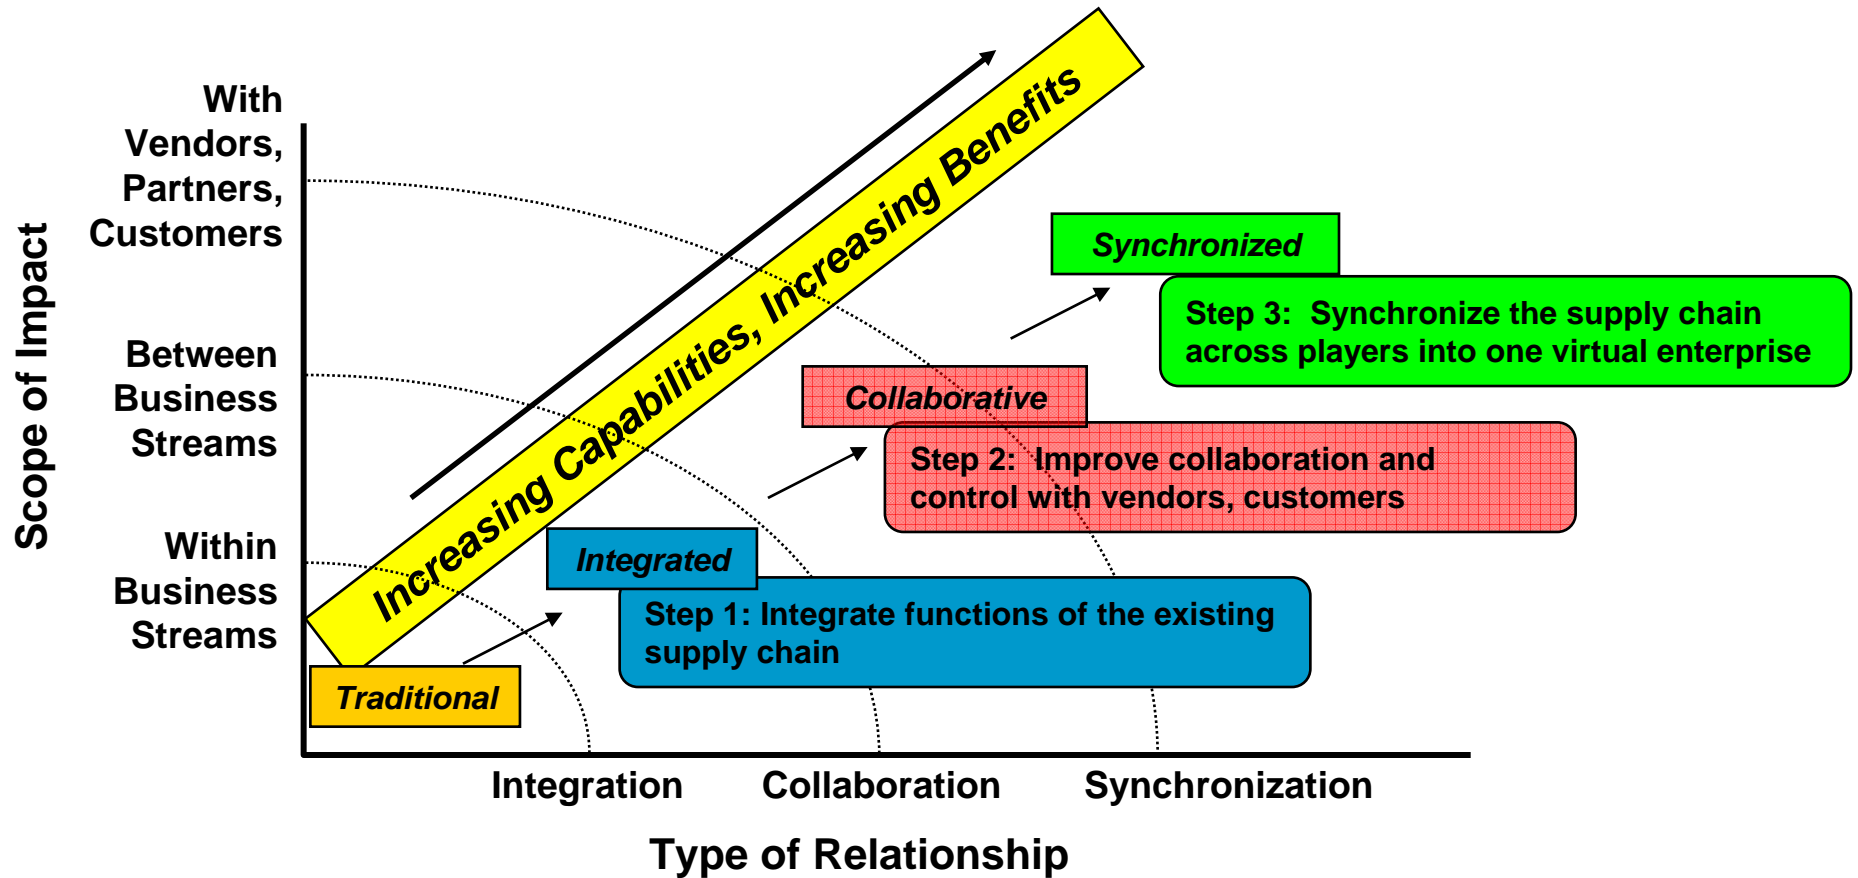 With
Vendors,
Partners,
Customers
Between
Business
Streams
Within
Business
Streams
Scope of Impact
Increasing Capabilities, Increasing Benefits
Synchronized
Step 3:  Synchronize the supply chain
across players into one virtual enterprise
Collaborative
Step 2:  Improve collaboration and
control with vendors, customers
Integrated
Step 1: Integrate functions of the existing
supply chain
Traditional
Integration
Collaboration
Synchronization
Type of Relationship